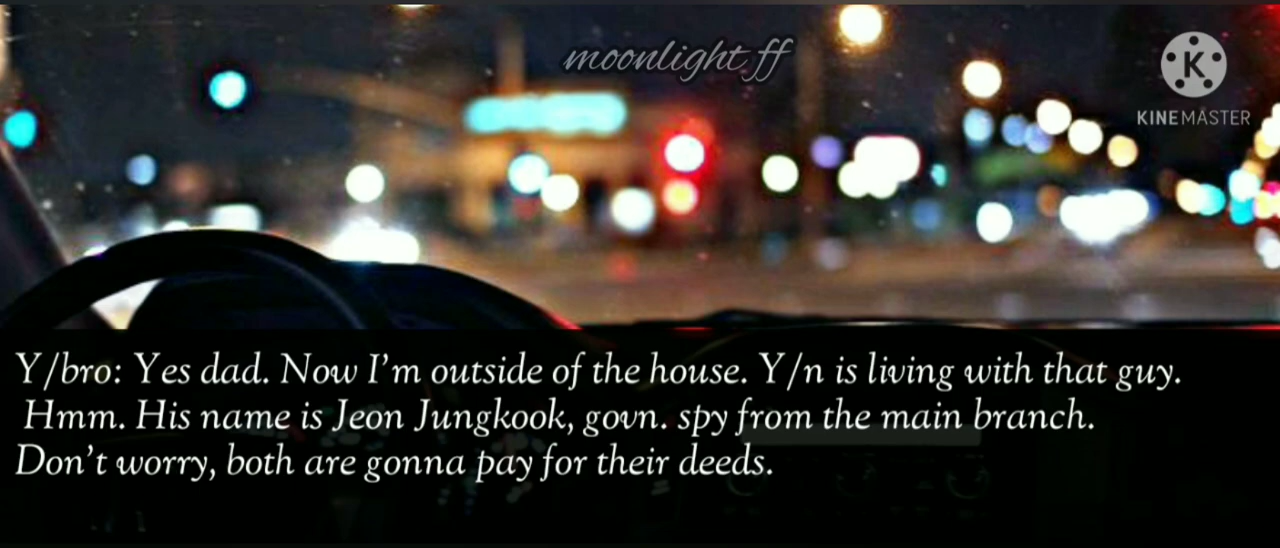 moonlight ff
K
KINEMASTER
Y/bro: Yes dad. Now I'm outside of the house. Y/n is living with that guy.
Hmm. His name is Jeon Jungkook, govn. spy from the main branch.
Don't worry, both are gonna pay for their deeds.